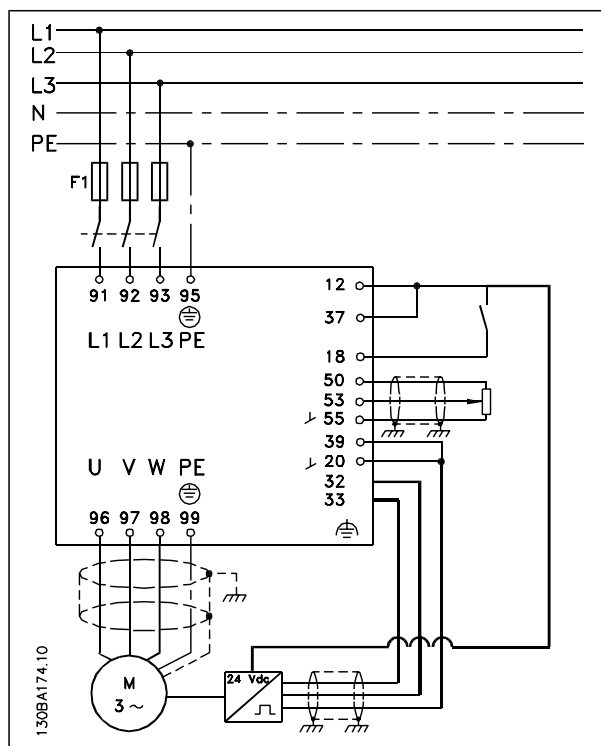 L1
L2
L3
N
PE
F1
91 92 93 95
L1 L2 L3 PE
12
37
18
50
53
55
39
20
32
33
U V W PE
96 97 98 99
M
3 ~
24 Vdc
130BA174.10